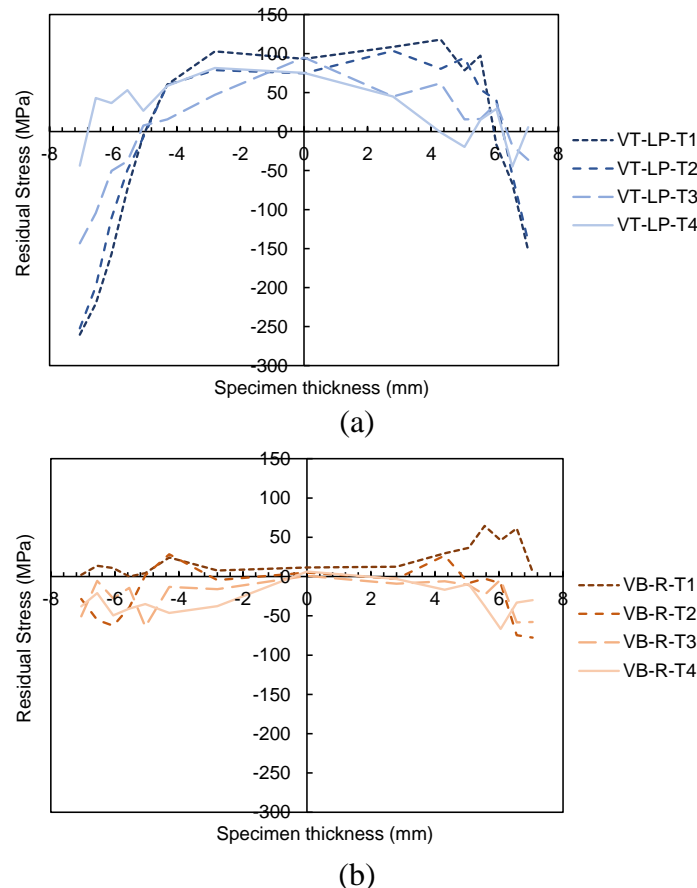 150
100
50
0
-50
-100
-150
-200
-250
-300
-8 -6 -4 -2 0 2 4 6 8
Residual Stress (MPa)
Specimen thickness (mm)
VT-LP-T1
VT-LP-T2
VT-LP-T3
VT-LP-T4
(a)
150
100
50
0
-50
-100
-150
-200
-250
-300
-8 -6 -4 -2 0 2 4 6 8
Residual Stress (MPa)
Specimen thickness (mm)
VB-R-T1
VB-R-T2
VB-R-T3
VB-R-T4
(b)